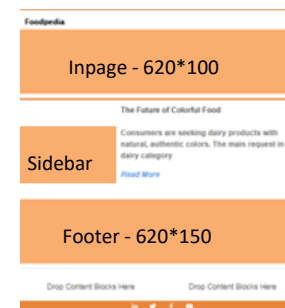 Foodpedia
Inpage - 620*100
The Future of Colorful Food
Consumers are seeking dairy products with
natural, authentic colors. The main request in
dairy category
Sidebar
Read More
Footer - 620*150
Drop Content Blocks Here Drop Content Blocks Here